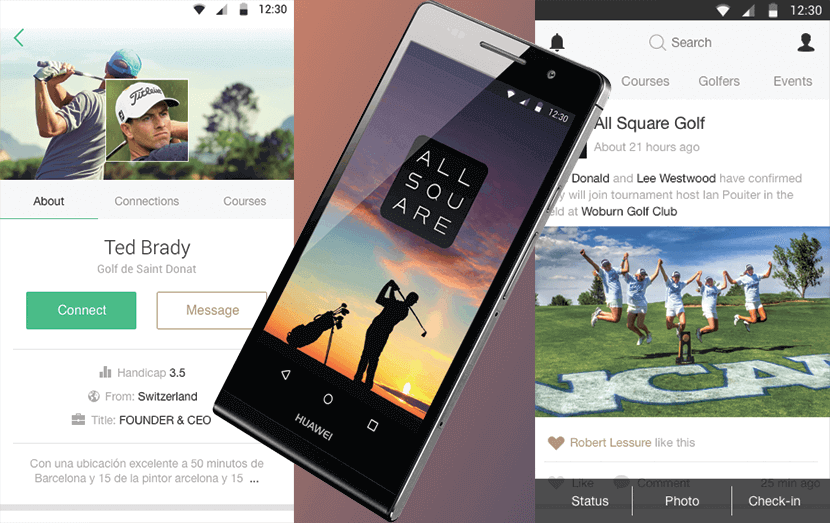 12:30
Titleist
About
Connections
Courses
Ted Brady
Golf de Saint Donat
Connect
Message
Handicap 3.5
From: Switzerland
Title: FOUNDER & CEO
Con una ubicación excelente a 50 minutos de
Barcelona y 15 de la pintor arcelona y 15 ...
12:30
ALL
SQU
ARE
HUAWEI
12:30
Search
Courses
Golfers
Events
All Square Golf
About 21 hours ago
Donald and Lee Westwood have confirmed
will join tournament host Ian Pouiter in the
at Woburn Golf Club
NCAA
Robert Lessure like this
Like
Comment
25 min ago
Status
Photo
Check-in